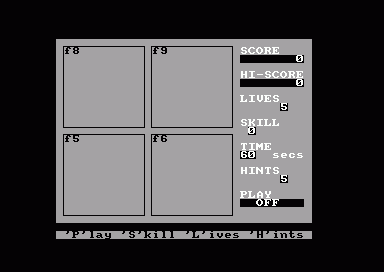 f8 f9
f5 f6
SCORE
0
HI-SCORE
0
LIVES
5
SKILL
0
TIME
60 secs
HINTS
5
PLAY
OFF
'P'lay 'S'kill 'L'ives 'H'ints